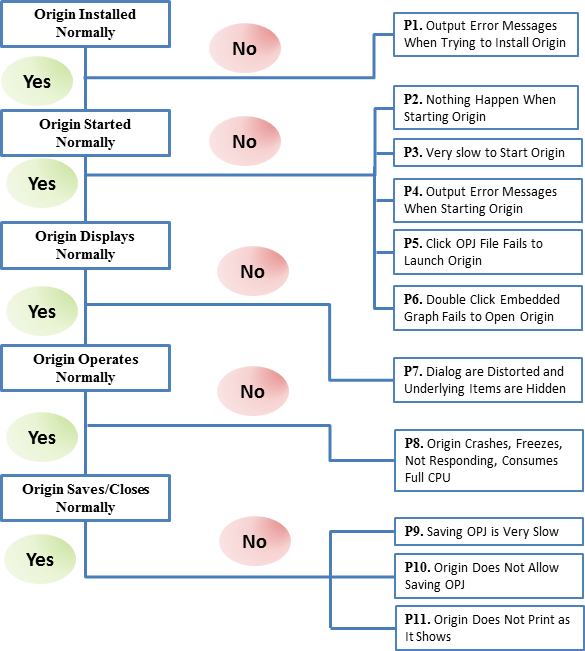 Origin Installed
Normally
No
P1. Output Error Messages
When Trying to Install Origin
Yes
Origin Started
Normally
No
P2. Nothing Happen When
Starting Origin
P3. Very slow to Start Origin
Yes
P4. Output Error Messages
When Starting Origin
Origin Displays
Normally
P5. Click OPJ File Fails to
Launch Origin
No
Yes
P6. Double Click Embedded
Graph Fails to Open Origin
Origin Operates
Normally
No
P7. Dialog are Distorted and
Underlying Items are Hidden
Yes
P8. Origin Crashes, Freezes,
Not Responding, Consumes
Full CPU
Origin Saves/Closes
Normally
No
P9. Saving OPJ is Very Slow
Yes
P10. Origin Does Not Allow
Saving OPJ
P11. Origin Does Not Print as
It Shows